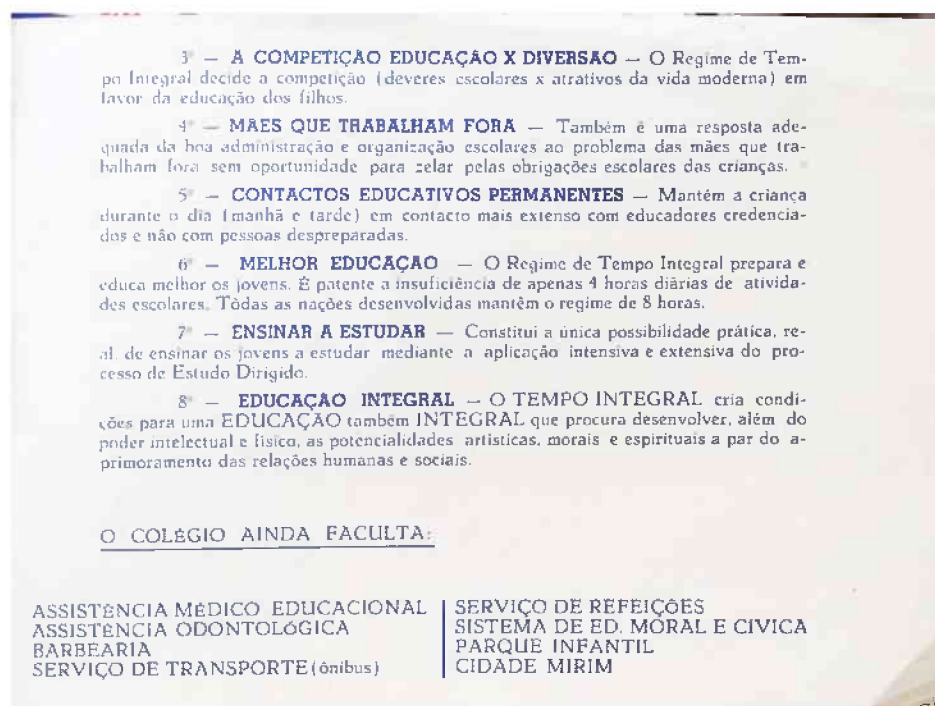 3º — A COMPETIÇÃO EDUCAÇÃO X DIVERSÃO — O Regime de Tem-
po Integral decide a competição (deveres escolares x atrativos da vida moderna) em
favor da educação dos filhos.
4º — MÃES QUE TRABALHAM FORA — Também é uma resposta ade-
quada da boa administração e organização escolares ao problema das mães que tra-
balham fora sem oportunidade para zelar pelas obrigações escolares das crianças.
5º — CONTACTOS EDUCATIVOS PERMANENTES — Mantém a criança
durante o dia (manhã e tarde) em contacto mais extenso com educadores credencia-
dos e não com pessoas despreparadas.
6º — MELHOR EDUCAÇÃO — O Regime de Tempo Integral prepara e
educa melhor os jovens. É patente a insuficiência de apenas 4 horas diárias de ativida-
des escolares. Tôdas as nações desenvolvidas mantêm o regime de 8 horas.
7º — ENSINAR A ESTUDAR — Constitui a única possibilidade prática, re-
al, de ensinar os jovens a estudar mediante a aplicação intensiva e extensiva do pro-
cesso de Estudo Dirigido.
8º — EDUCAÇÃO INTEGRAL — O TEMPO INTEGRAL cria condi-
ções para uma EDUCAÇÃO também INTEGRAL que procura desenvolver, além do
poder intelectual e físico, as potencialidades artísticas, morais e espirituais a par do a-
primoramento das relações humanas e sociais.
O COLÉGIO AINDA FACULTA:
ASSISTÊNCIA MÉDICO EDUCACIONAL
ASSISTÊNCIA ODONTOLÓGICA
BARBEARIA
SERVIÇO DE TRANSPORTE (ônibus)
SERVIÇO DE REFEIÇÕES
SISTEMA DE ED. MORAL E CIVICA
PARQUE INFANTIL
CIDADE MIRIM